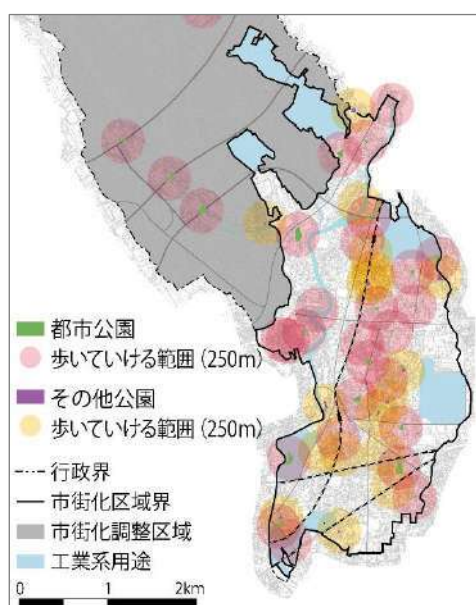 都市公園
歩いていける範囲(250m)
その他公園
歩いていける範囲(250m)
行政界
市街化区域界
市街化調整区域
工業系用途
0 1 2km